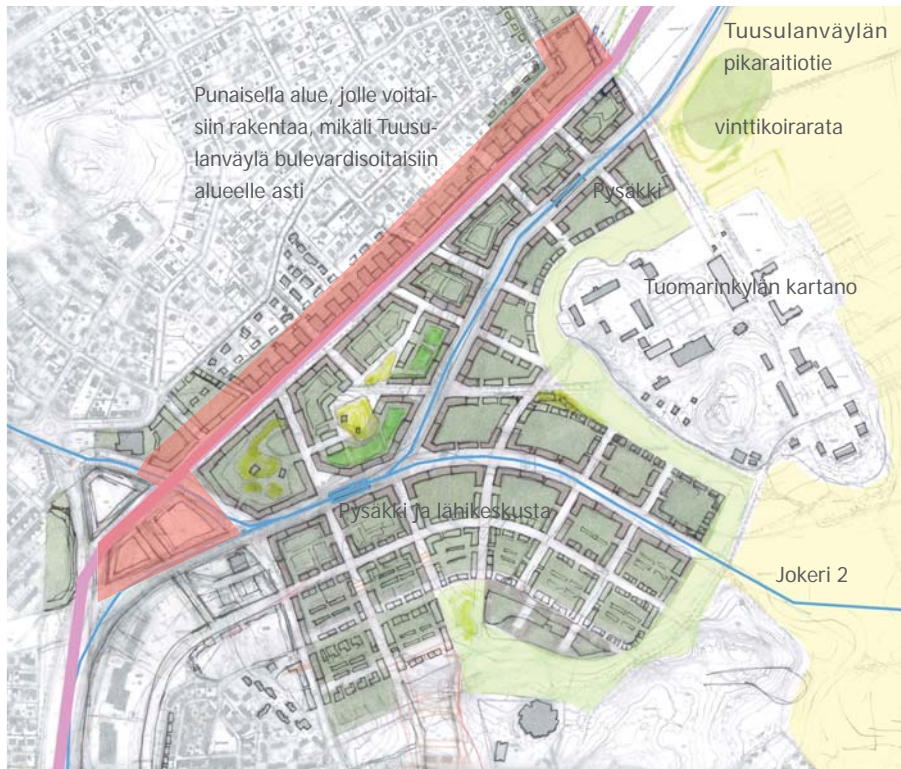 Tuusulanväylän
pikaraitiotie
Punaisella alue, jolle voitai-
siin rakentaa, mikäli Tuusu-
lanväylä bulevardisoitaisiin
alueelle asti
vinttikoirarata
Pysäkki
Tuomarinkylän kartano
Pysäkki ja lähikeskusta
Jokeri 2